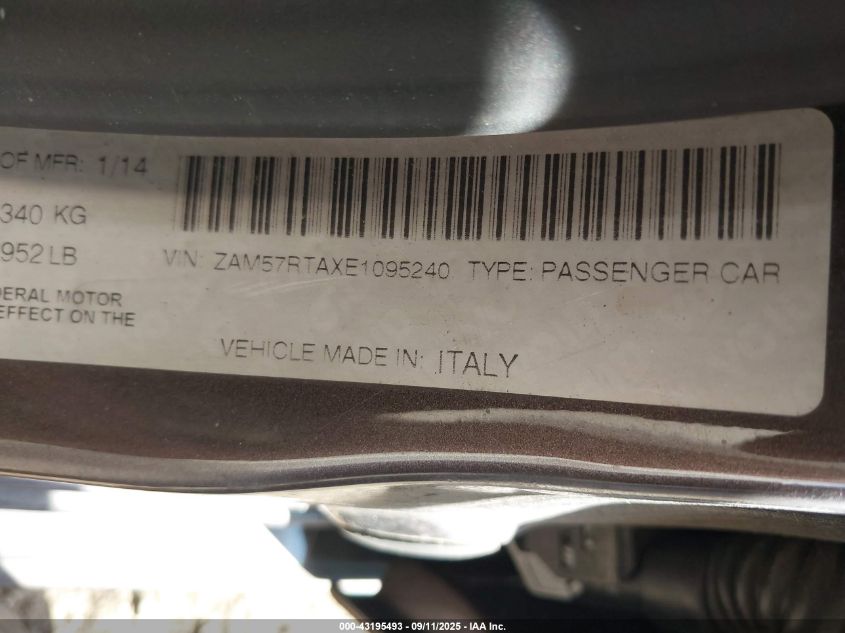 OF MFR: 1/14
340 KG
952 LB
VIN: ZAM57RTAXE1095240 TYPE: PASSENGER CAR
DERAL MOTOR
EFFECT ON THE
VEHICLE MADE IN: ITALY
000-43195493 - 09/11/2025 - IAA Inc.